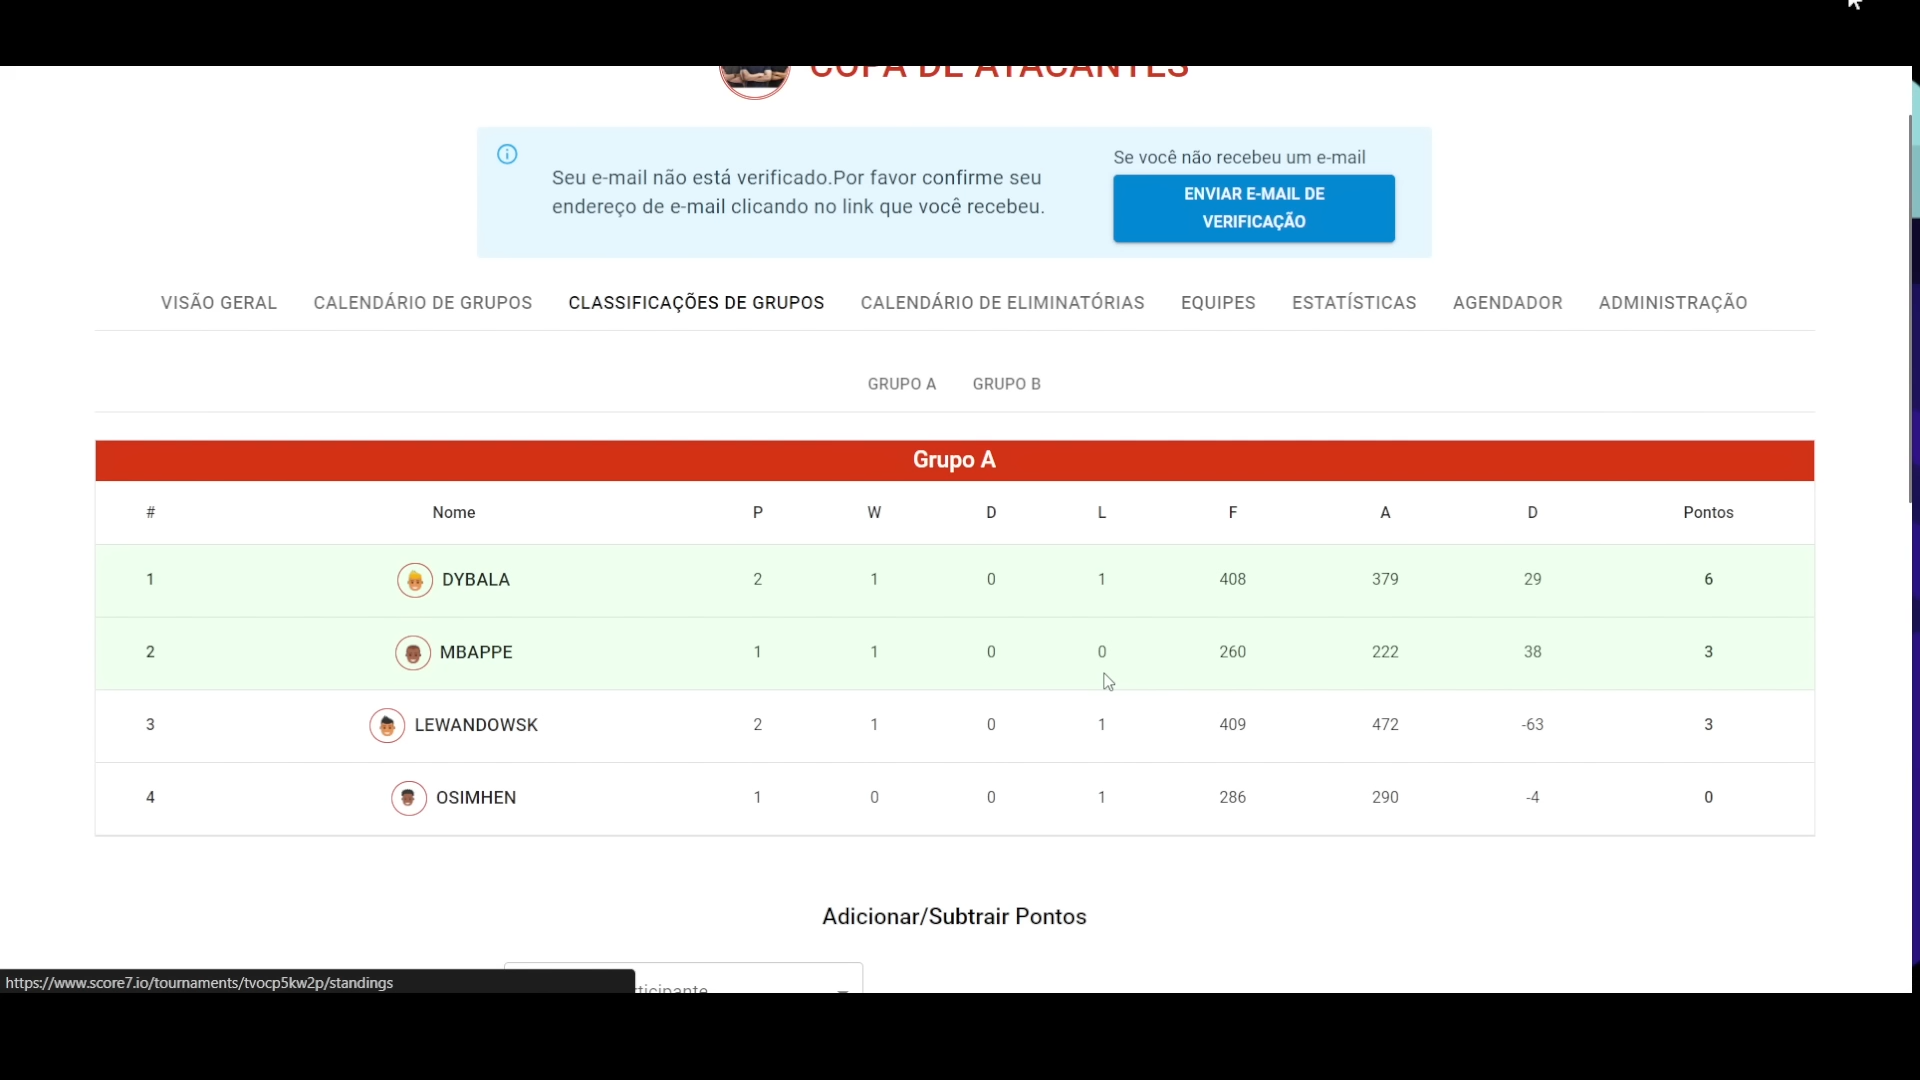 COPA DE ATACANTES
Se você não recebeu um e-mail
Seu e-mail não está verificado.Por favor confirme seu
endereço de e-mail clicando no link que você recebeu.
ENVIAR E-MAIL DE
VERIFICAÇÃO
VISÃO GERAL CALENDÁRIO DE GRUPOS CLASSIFICAÇÕES DE GRUPOS CALENDÁRIO DE ELIMINATÓRIAS EQUIPES ESTATÍSTICAS AGENDADOR ADMINISTRAÇÃO
GRUPO A GRUPO B
Grupo A
# Nome P W D L F A D Pontos
1 DYBALA 2 1 0 1 408 379 29 6
2 MBAPPE 1 1 0 0 260 222 38 3
3 LEWANDOWSK 2 1 0 1 409 472 -63 3
4 OSIMHEN 1 0 0 1 286 290 -4 0
Adicionar/Subtrair Pontos
https://www.score7.io/tournaments/tvocp5kw2p/standings